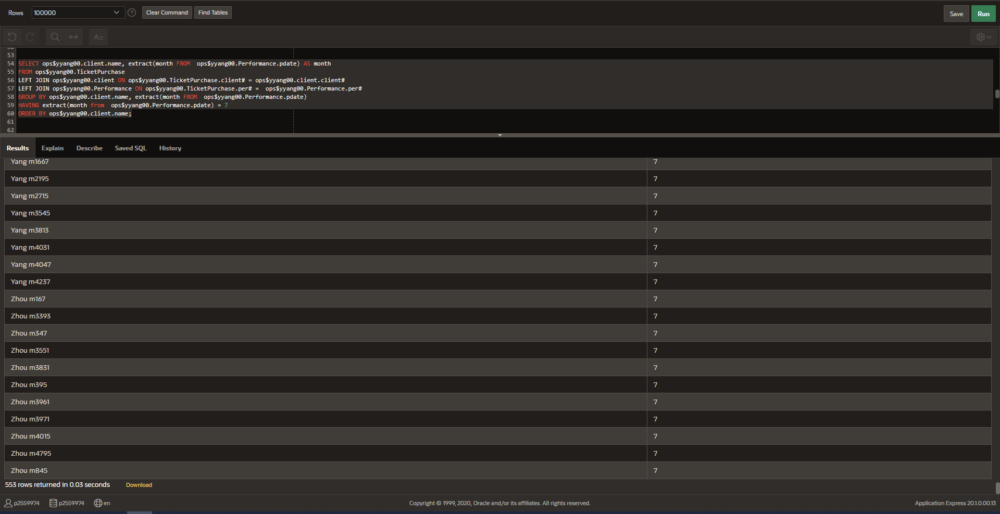 Rows 100000 Clear Command Find Tables Save Run
53
54 SELECT ops$yyang00.client.name, extract(month FROM  ops$yyang00.Performance.pdate) AS month
55 FROM ops$yyang00.TicketPurchase
56 LEFT JOIN ops$yyang00.client ON ops$yyang00.TicketPurchase.client# = ops$yyang00.client.client#
57 LEFT JOIN ops$yyang00.Performance ON ops$yyang00.TicketPurchase.per# =  ops$yyang00.Performance.per#
58 GROUP BY ops$yyang00.client.name, extract(month FROM  ops$yyang00.Performance.pdate)
59 HAVING extract(month from  ops$yyang00.Performance.pdate) = 7
60 ORDER BY ops$yyang00.client.name;
61
62
Results Explain Describe Saved SQL History
Yang m1667 7
Yang m2195 7
Yang m2715 7
Yang m3545 7
Yang m3813 7
Yang m4031 7
Yang m4047 7
Yang m4237 7
Zhou m167 7
Zhou m3393 7
Zhou m347 7
Zhou m3551 7
Zhou m3831 7
Zhou m395 7
Zhou m3961 7
Zhou m3971 7
Zhou m4015 7
Zhou m4795 7
Zhou m845 7
553 rows returned in 0.03 seconds Download
p2559974 p2559974 en Copyright © 1999, 2020, Oracle and/or its affiliates. All rights reserved. Application Express 20.1.0.00.13